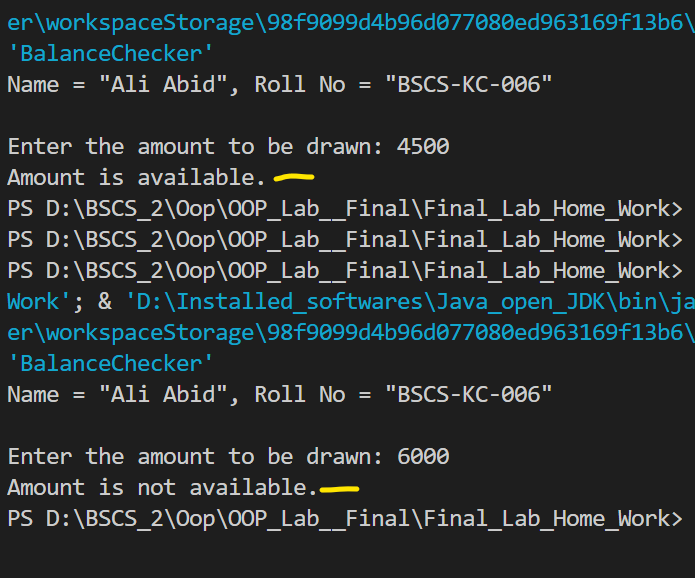 er\workspaceStorage\98f9099d4b96d077080ed963169f13b6\
'BalanceChecker'
Name = "Ali Abid", Roll No = "BSCS-KC-006"
Enter the amount to be drawn: 4500
Amount is available.
PS D:\BSCS_2\Oop\OOP_Lab__Final\Final_Lab_Home_Work>
PS D:\BSCS_2\Oop\OOP_Lab__Final\Final_Lab_Home_Work>
PS D:\BSCS_2\Oop\OOP_Lab__Final\Final_Lab_Home_Work>
Work'; & 'D:\Installed_softwares\Java_open_JDK\bin\ja
er\workspaceStorage\98f9099d4b96d077080ed963169f13b6\
'BalanceChecker'
Name = "Ali Abid", Roll No = "BSCS-KC-006"
Enter the amount to be drawn: 6000
Amount is not available.
PS D:\BSCS_2\Oop\OOP_Lab__Final\Final_Lab_Home_Work>